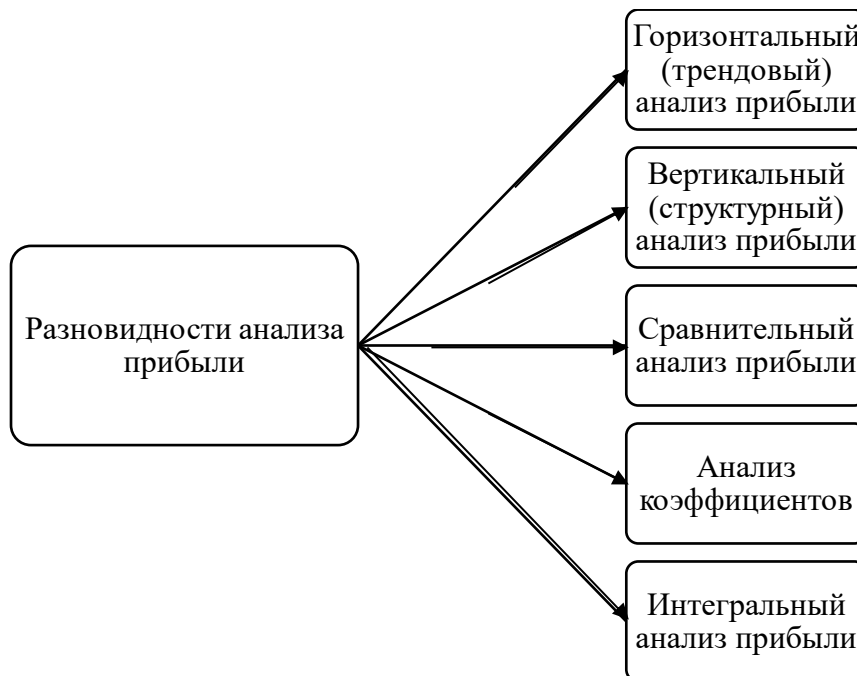 Горизонтальный
(трендовый)
анализ прибыли
Вертикальный
(структурный)
анализ прибыли
Разновидности анализа
прибыли
Сравнительный
анализ прибыли
Анализ
коэффициентов
Интегральный
анализ прибыли